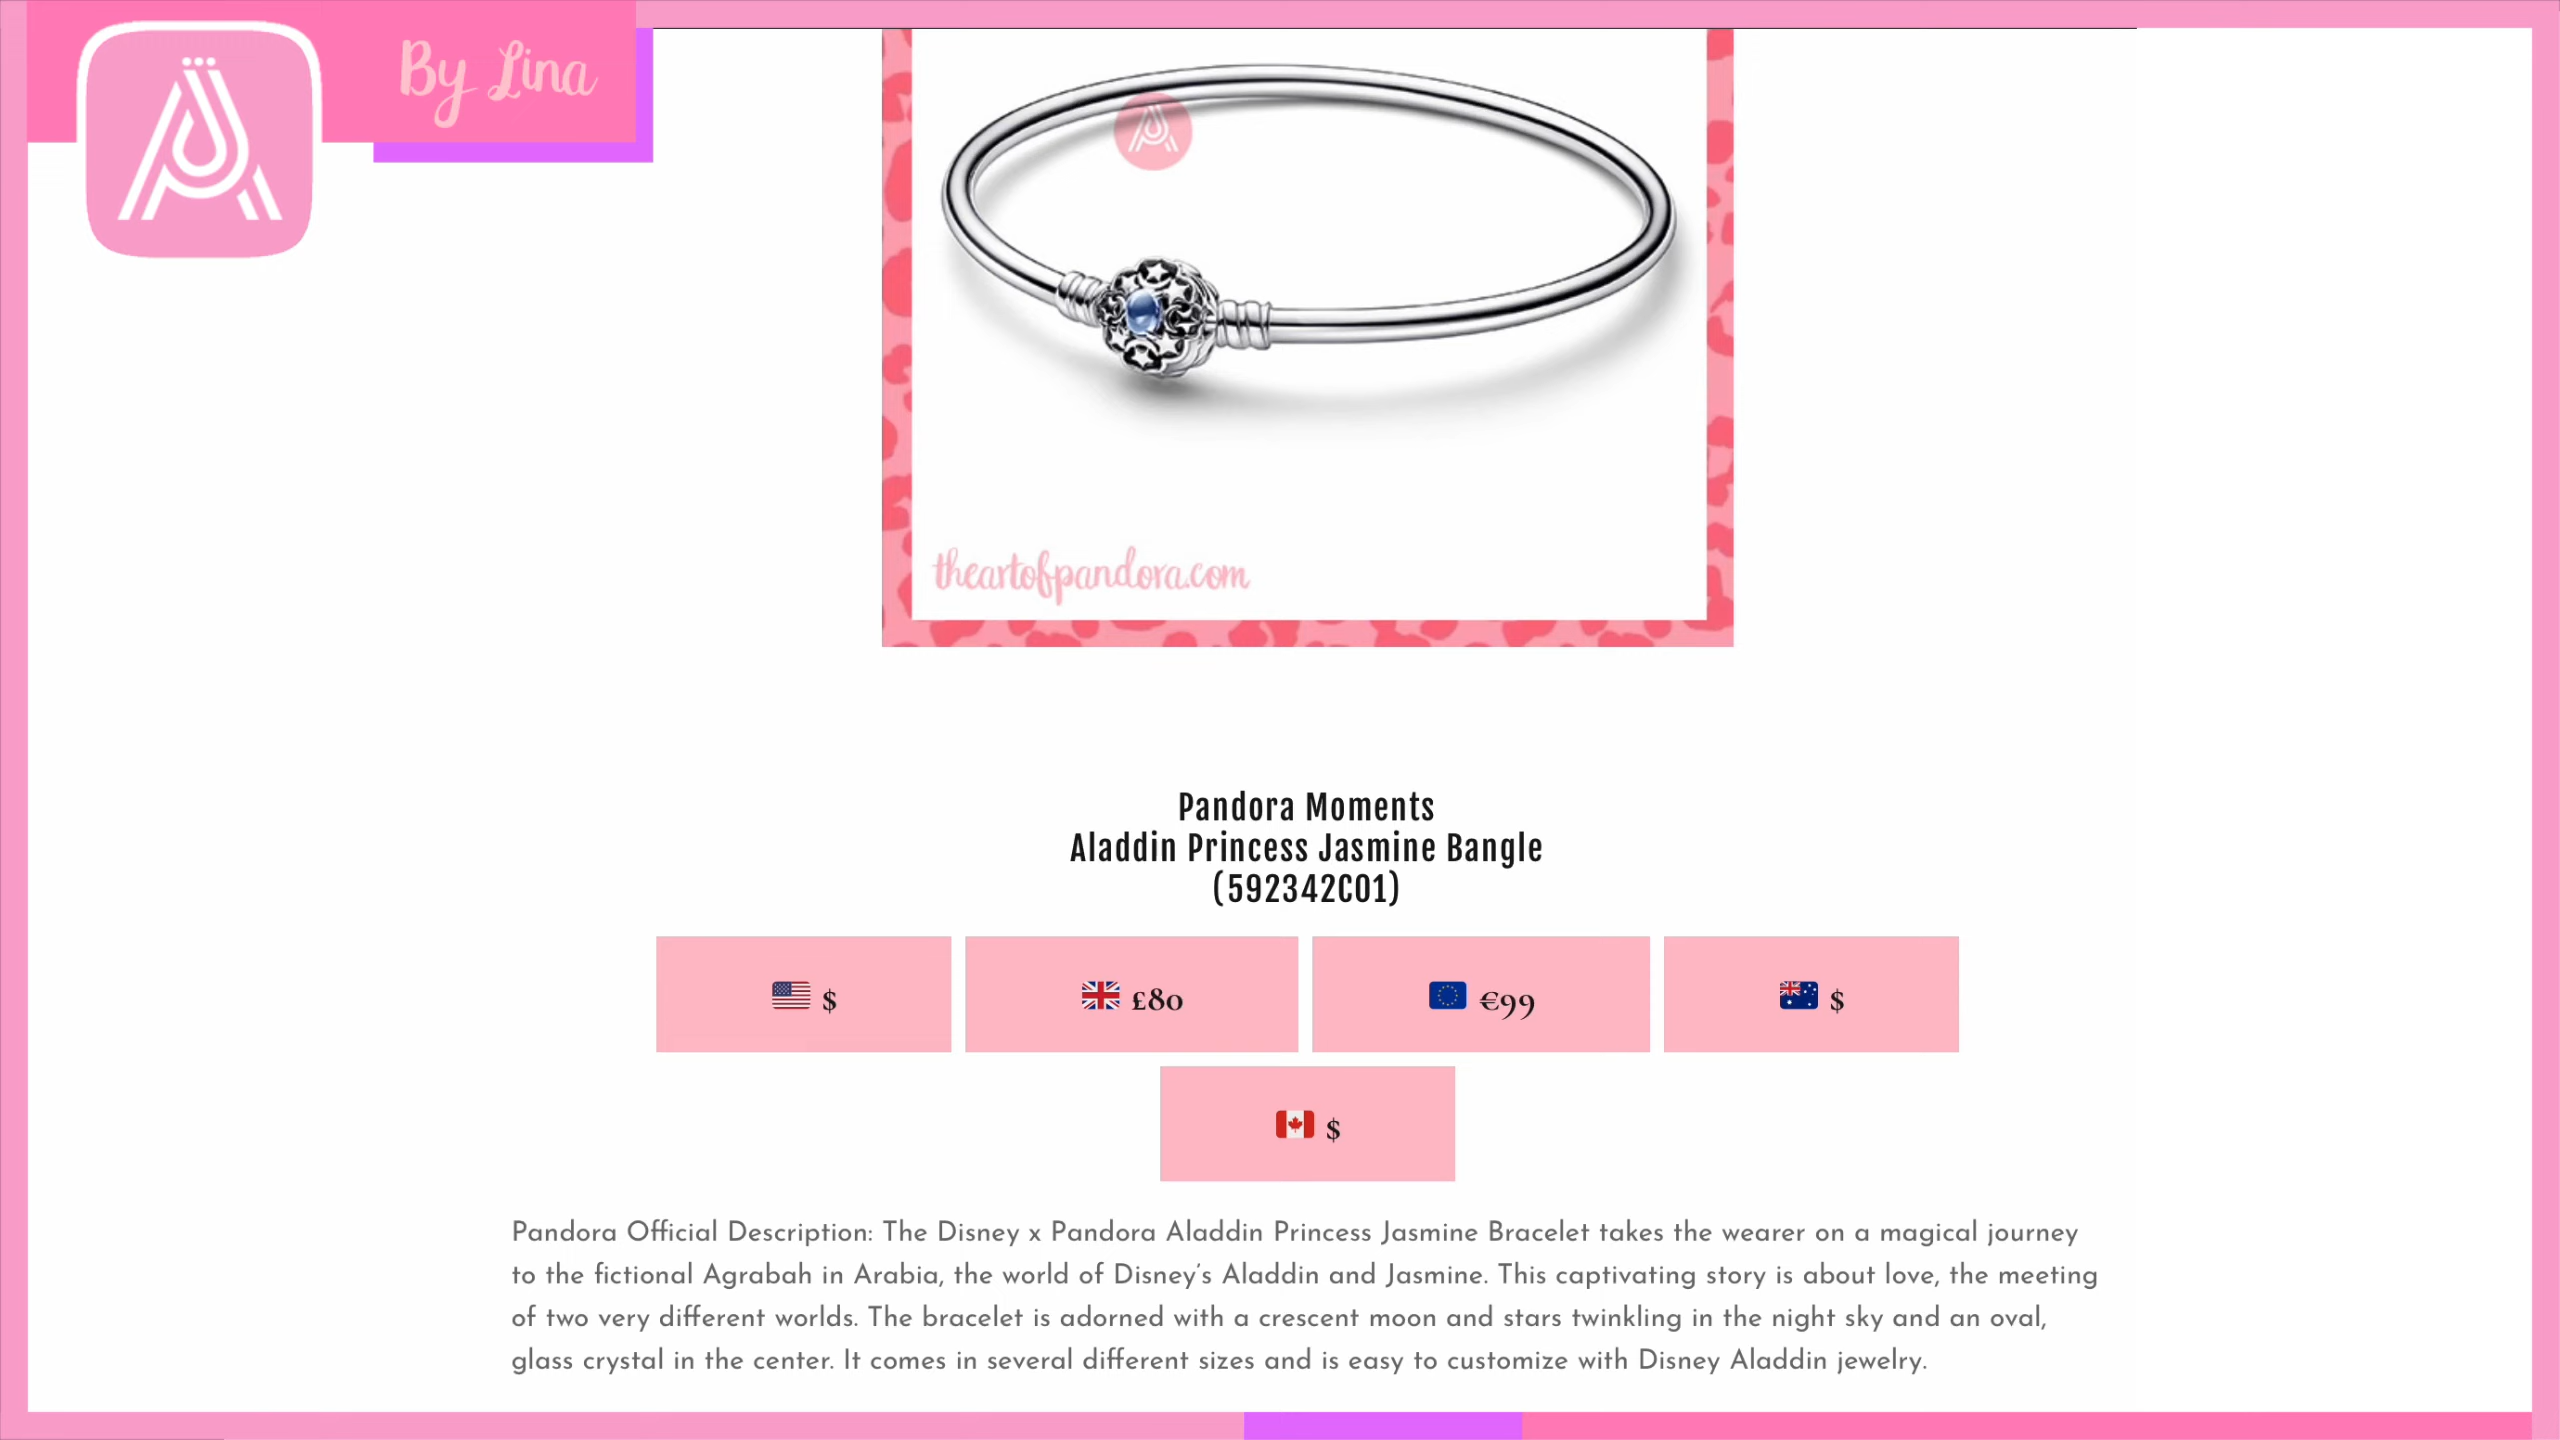 By Lina
theartofpandora.com
Pandora Moments
Aladdin Princess Jasmine Bangle
(592342C01)
$
£80
€99
$
$
Pandora Official Description: The Disney x Pandora Aladdin Princess Jasmine Bracelet takes the wearer on a magical journey
to the fictional Agrabah in Arabia, the world of Disney's Aladdin and Jasmine. This captivating story is about love, the meeting
of two very different worlds. The bracelet is adorned with a crescent moon and stars twinkling in the night sky and an oval,
glass crystal in the center. It comes in several different sizes and is easy to customize with Disney Aladdin jewelry.